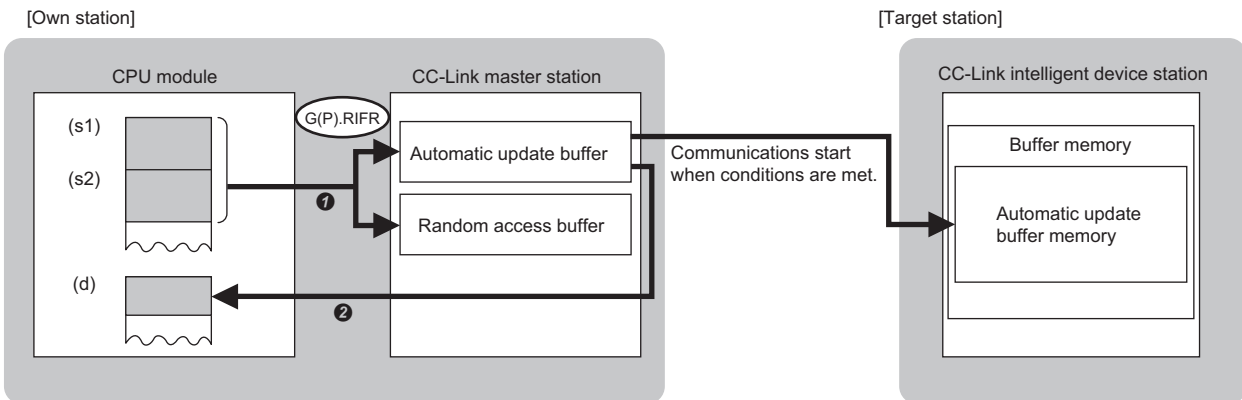 [Own station]
[Target station]
CPU module
CC-Link master station
CC-Link intelligent device station
(s1)
G(P).RIFR
Automatic update buffer
Communications start
when conditions are met.
Buffer memory
(s2)
❶
Random access buffer
Automatic update
buffer memory
(d)
❷